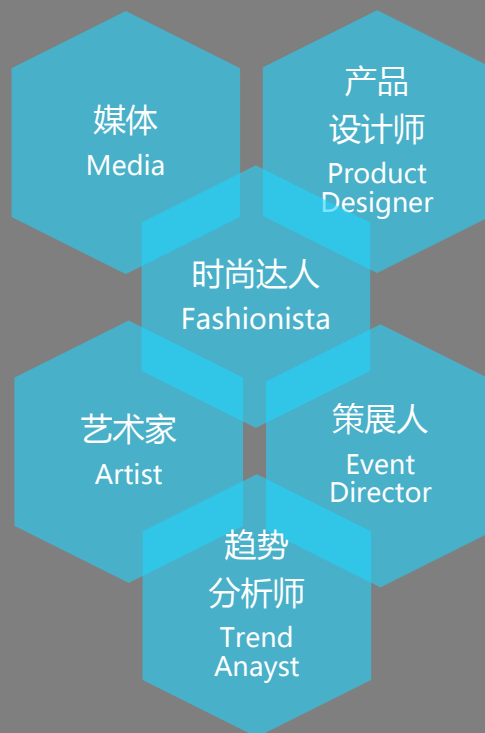 媒体
Media
产品
设计师
Product
Designer
时尚达人
Fashionista
艺术家
Artist
策展人
Event
Director
趋势
分析师
Trend
Anayst